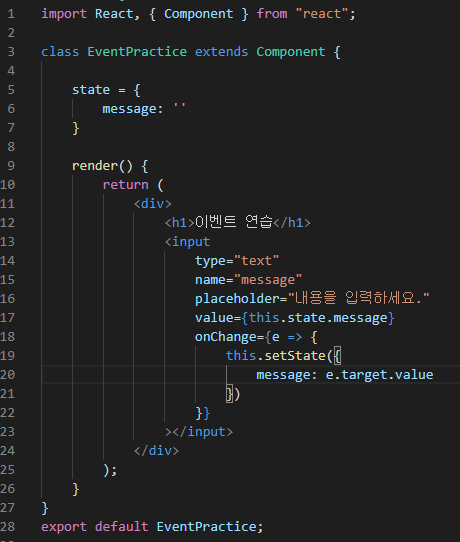 1 import React, { Component } from "react";
2
3 class EventPractice extends Component {
4
5     state = {
6         message: ''
7     }
8
9     render() {
10         return (
11             <div>
12                 <h1>이벤트 연습</h1>
13                 <input
14                     type="text"
15                     name="message"
16                     placeholder="내용을 입력하세요."
17                     value={this.state.message}
18                     onChange={e => {
19                         this.setState({
20                             message: e.target.value
21                         })
22                     }}
23                 ></input>
24             </div>
25         );
26     }
27 }
28 export default EventPractice;